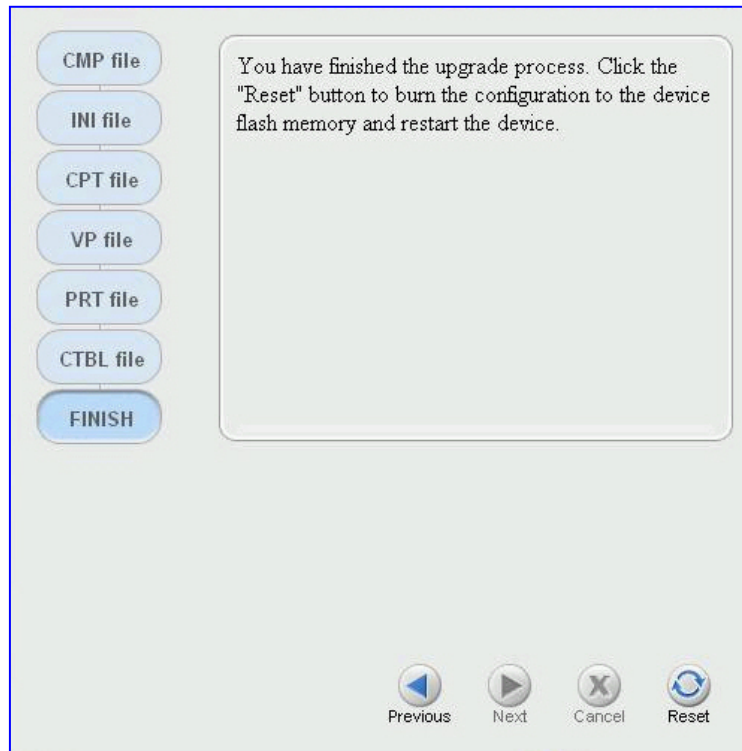 CMP file
INI file
CPT file
VP file
PRT file
CTBL file
FINISH
You have finished the upgrade process. Click the
"Reset" button to burn the configuration to the device
flash memory and restart the device.
Previous
Next
Cancel
Reset